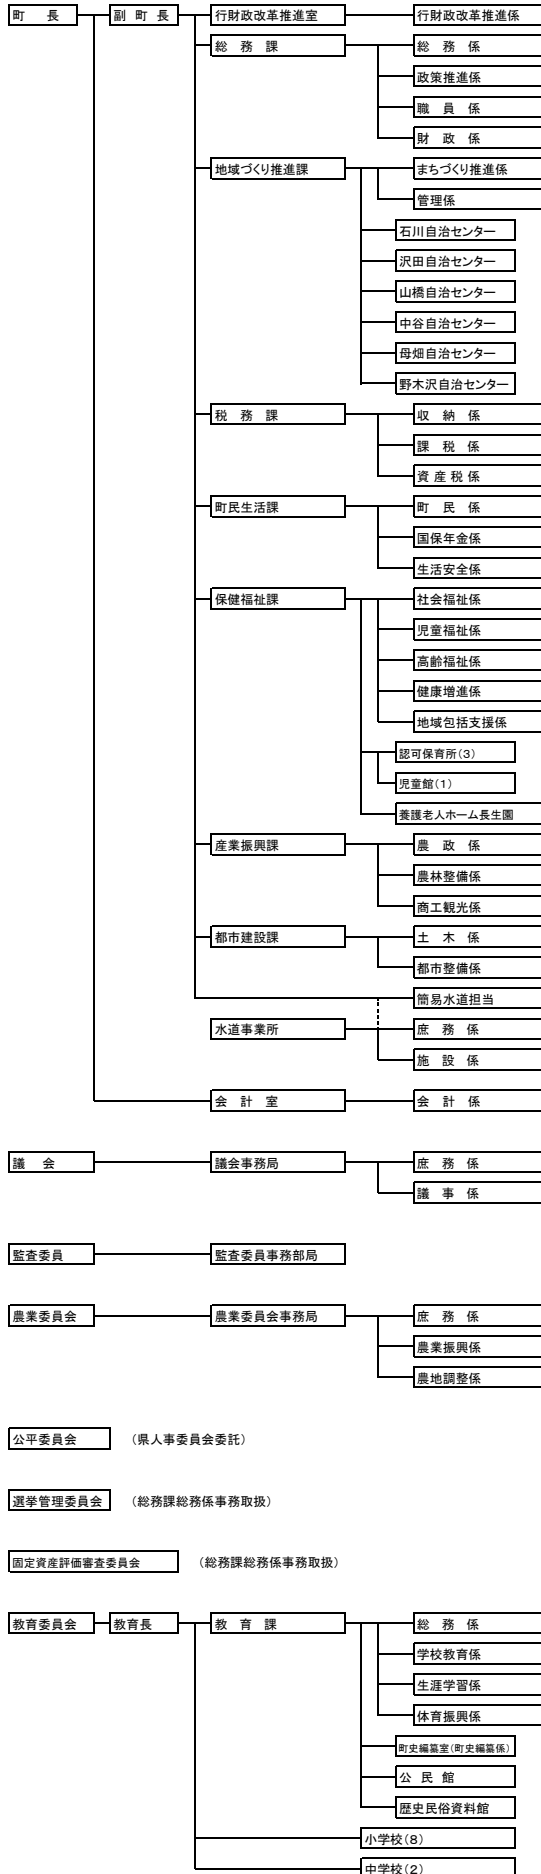 町　長　副 町 長　行財政改革推進室　行財政改革推進係
総　務　課　総　務　係
政策推進係
職　員　係
財　政　係
地域づくり推進課　まちづくり推進係
管理係
石川自治センター
沢田自治センター
山橋自治センター
中谷自治センター
母畑自治センター
野木沢自治センター
税　務　課　収　納　係
課　税　係
資 産 税 係
町民生活課　町　民　係
国保年金係
生活安全係
保健福祉課　社会福祉係
児童福祉係
高齢福祉係
健康増進係
地域包括支援係
認可保育所(3)
児童館(1)
養護老人ホーム長生園
産業振興課　農　政　係
農林整備係
商工観光係
都市建設課　土　木　係
都市整備係
簡易水道担当
水道事業所　庶　務　係
施　設　係
会　計　室　会　計　係
議　会　議会事務局　庶　務　係
議　事　係
監査委員　監査委員事務部局
農業委員会　農業委員会事務局　庶　務　係
農業振興係
農地調整係
公平委員会　（県人事委員会委託）
選挙管理委員会　（総務課総務係事務取扱）
固定資産評価審査委員会　（総務課総務係事務取扱）
教育委員会　教育長　教　育　課　総　務　係
学校教育係
生涯学習係
体育振興係
町史編纂室(町史編纂係)
公　民　館
歴史民俗資料館
小学校(8)
中学校(2)